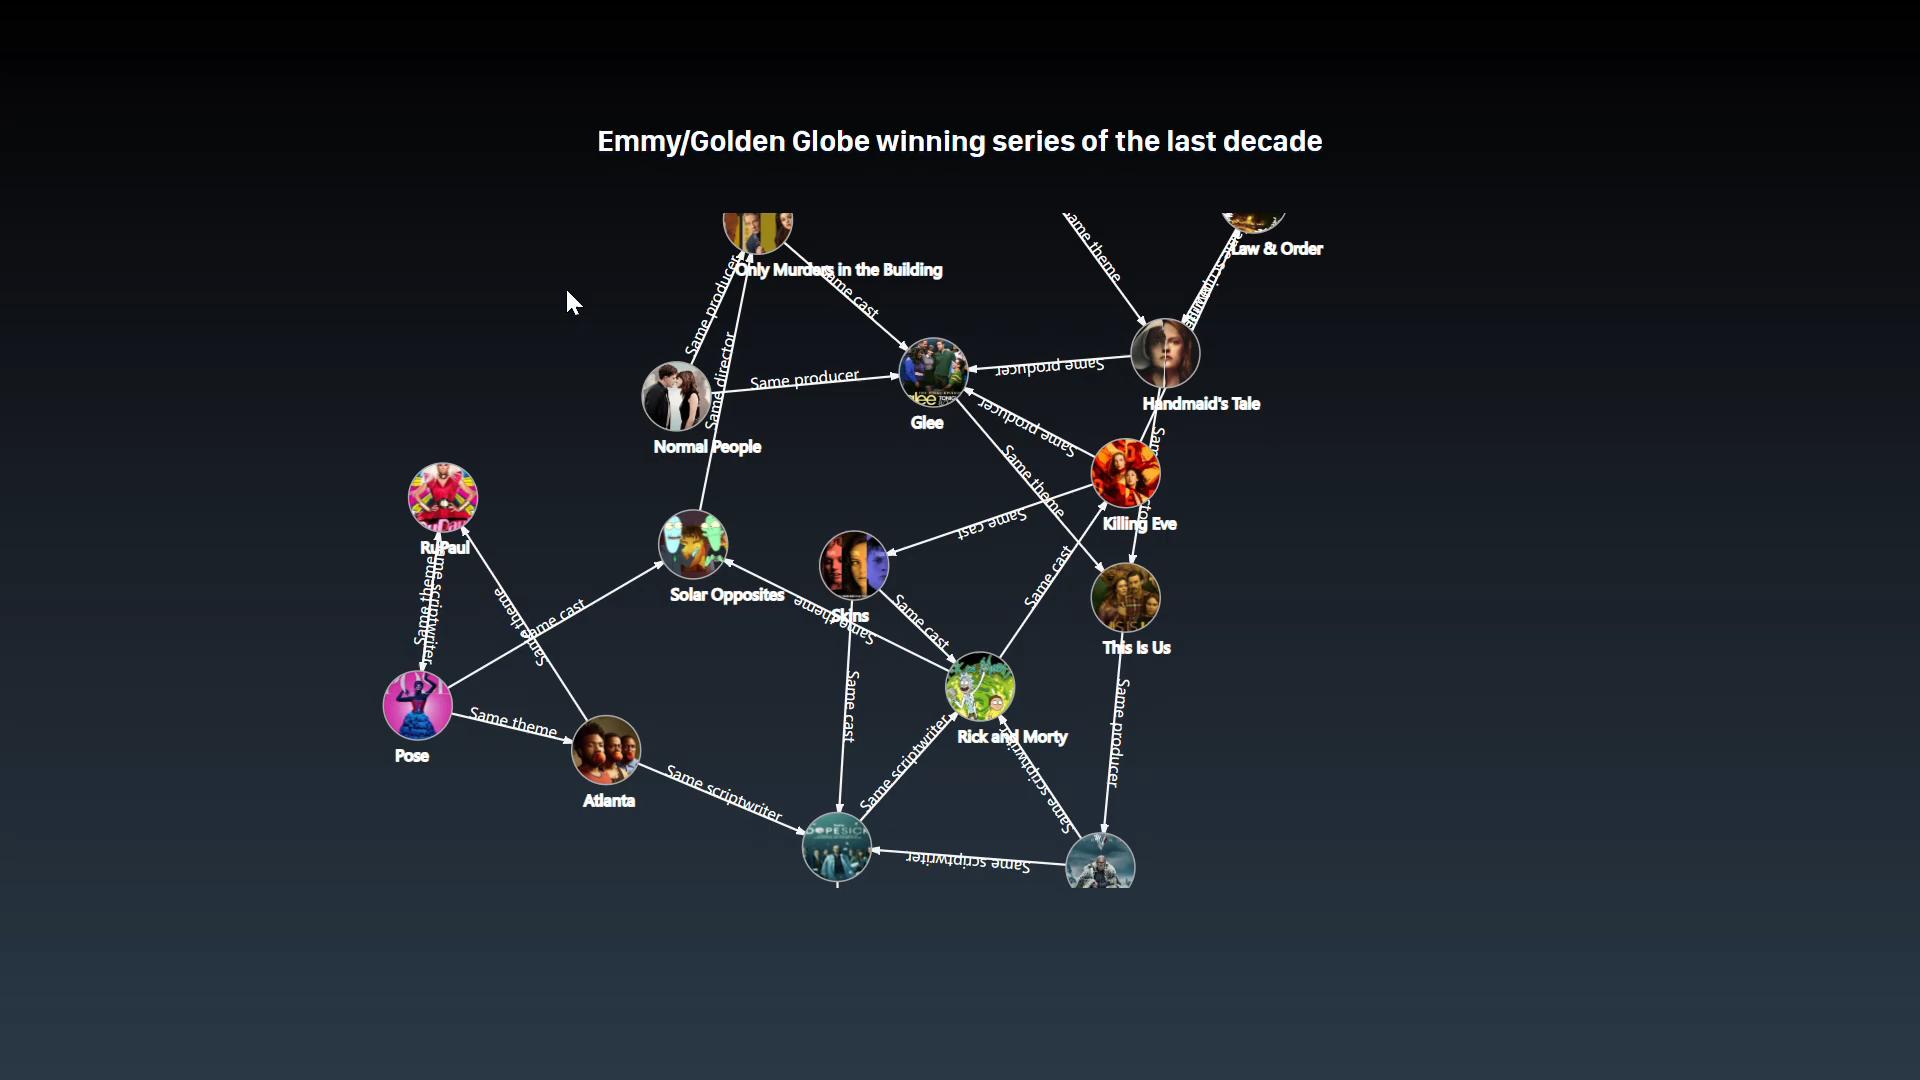 Emmy/Golden Globe winning series of the last decade
Same theme
Law & Order
Only Murders in the Building
Same producer
Same cast
Same director
Same producer
Same producer
Handmaid's Tale
Glee
Same producer
Normal People
Same theme
Killing Eve
Same cast
RuPaul
Same theme
Same scriptwriter
Same theme
Same cast
Solar Opposites
Same theme
Skins
Same cast
Same cast
This Is Us
Same cast
Same producer
Rick and Morty
Pose
Same theme
Atlanta
Same scriptwriter
Same scriptwriter
Same scriptwriter
Same scriptwriter
DOPESICK